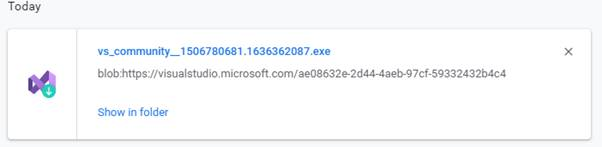 Today
vs_community__1506780681.1636362087.exe
blob:https://visualstudio.microsoft.com/ae08632e-2d44-4aeb-97cf-59332432b4c4
Show in folder